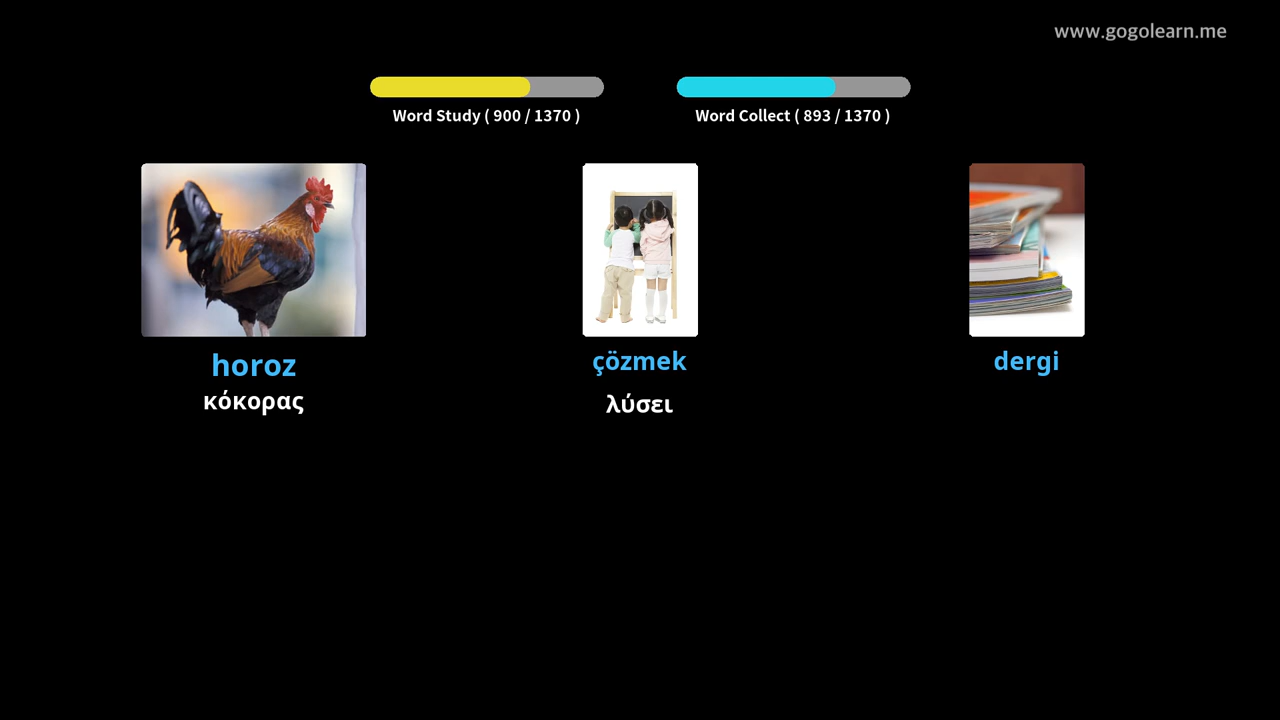 www.gogolearn.me
Word Study ( 900 / 1370 )
Word Collect ( 893 / 1370 )
horoz
κόκορας
çözmek
λύσει
dergi